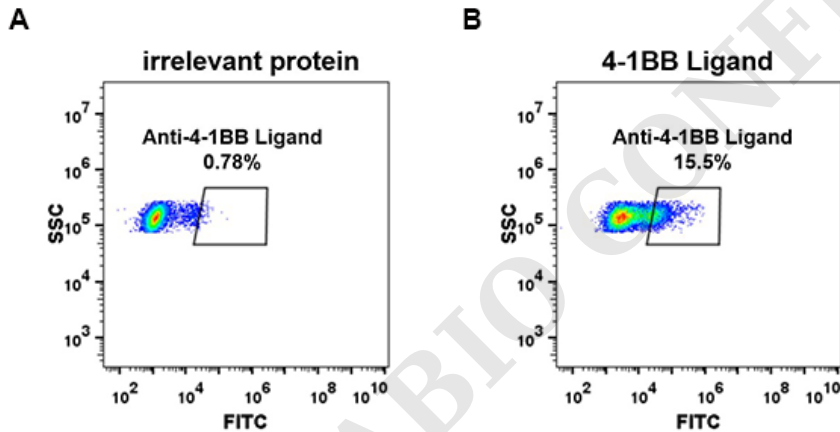 A
irrelevant protein
Anti-4-1BB Ligand
0.78%
SSC
10^7
10^6
10^5
10^4
10^3
10^2
10^4
10^6
10^8
10^10
FITC
B
4-1BB Ligand
Anti-4-1BB Ligand
15.5%
SSC
10^7
10^6
10^5
10^4
10^3
10^2
10^4
10^6
10^8
10^10
FITC
ABIO CONF